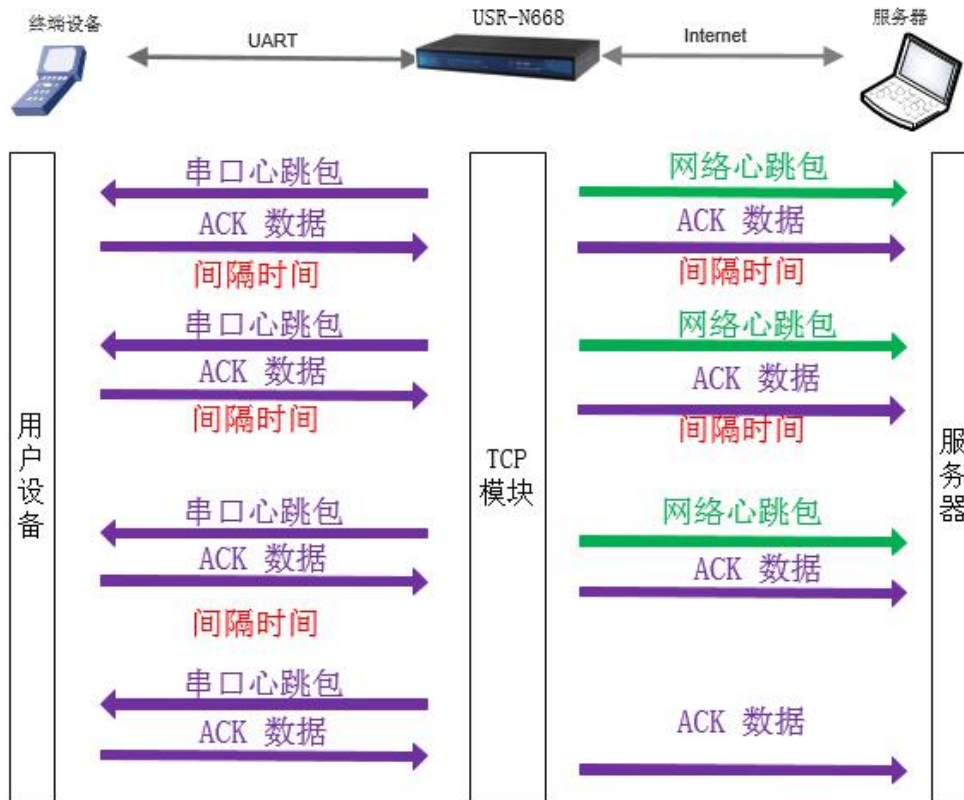 终端设备
USR-N668
服务器
UART
Internet
串口心跳包
网络心跳包
ACK 数据
ACK 数据
间隔时间
间隔时间
串口心跳包
网络心跳包
ACK 数据
ACK 数据
间隔时间
间隔时间
用户设备
TCP
模块
服务器
串口心跳包
网络心跳包
ACK 数据
ACK 数据
间隔时间
串口心跳包
ACK 数据
ACK 数据